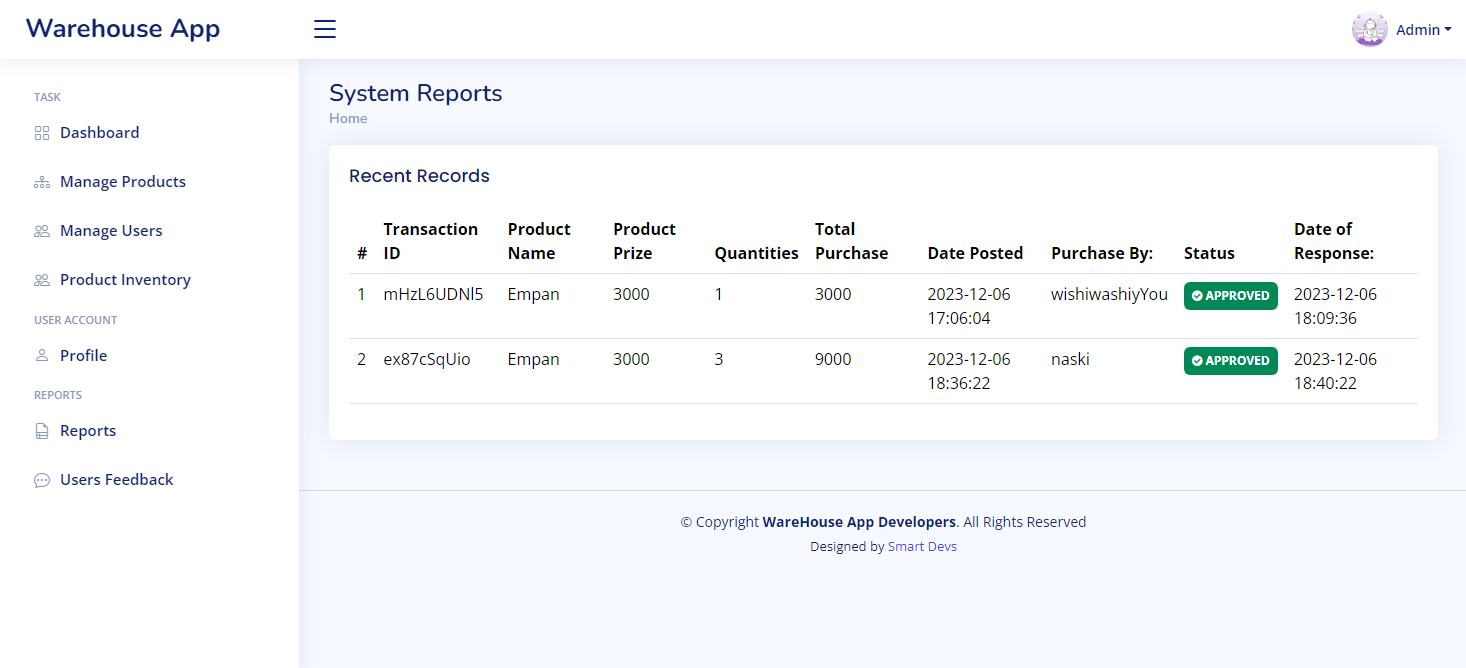 Warehouse App
Admin
TASK
Dashboard
Manage Products
Manage Users
Product Inventory
USER ACCOUNT
Profile
REPORTS
Reports
Users Feedback
System Reports
Home
Recent Records
# Transaction ID Product Name Product Prize Quantities Total Purchase Date Posted Purchase By: Status Date of Response:
1 mHzL6UDNl5 Empan 3000 1 3000 2023-12-06 17:06:04 wishiwashiyYou APPROVED 2023-12-06 18:09:36
2 ex87cSqUio Empan 3000 3 9000 2023-12-06 18:36:22 naski APPROVED 2023-12-06 18:40:22
© Copyright WareHouse App Developers. All Rights Reserved
Designed by Smart Devs